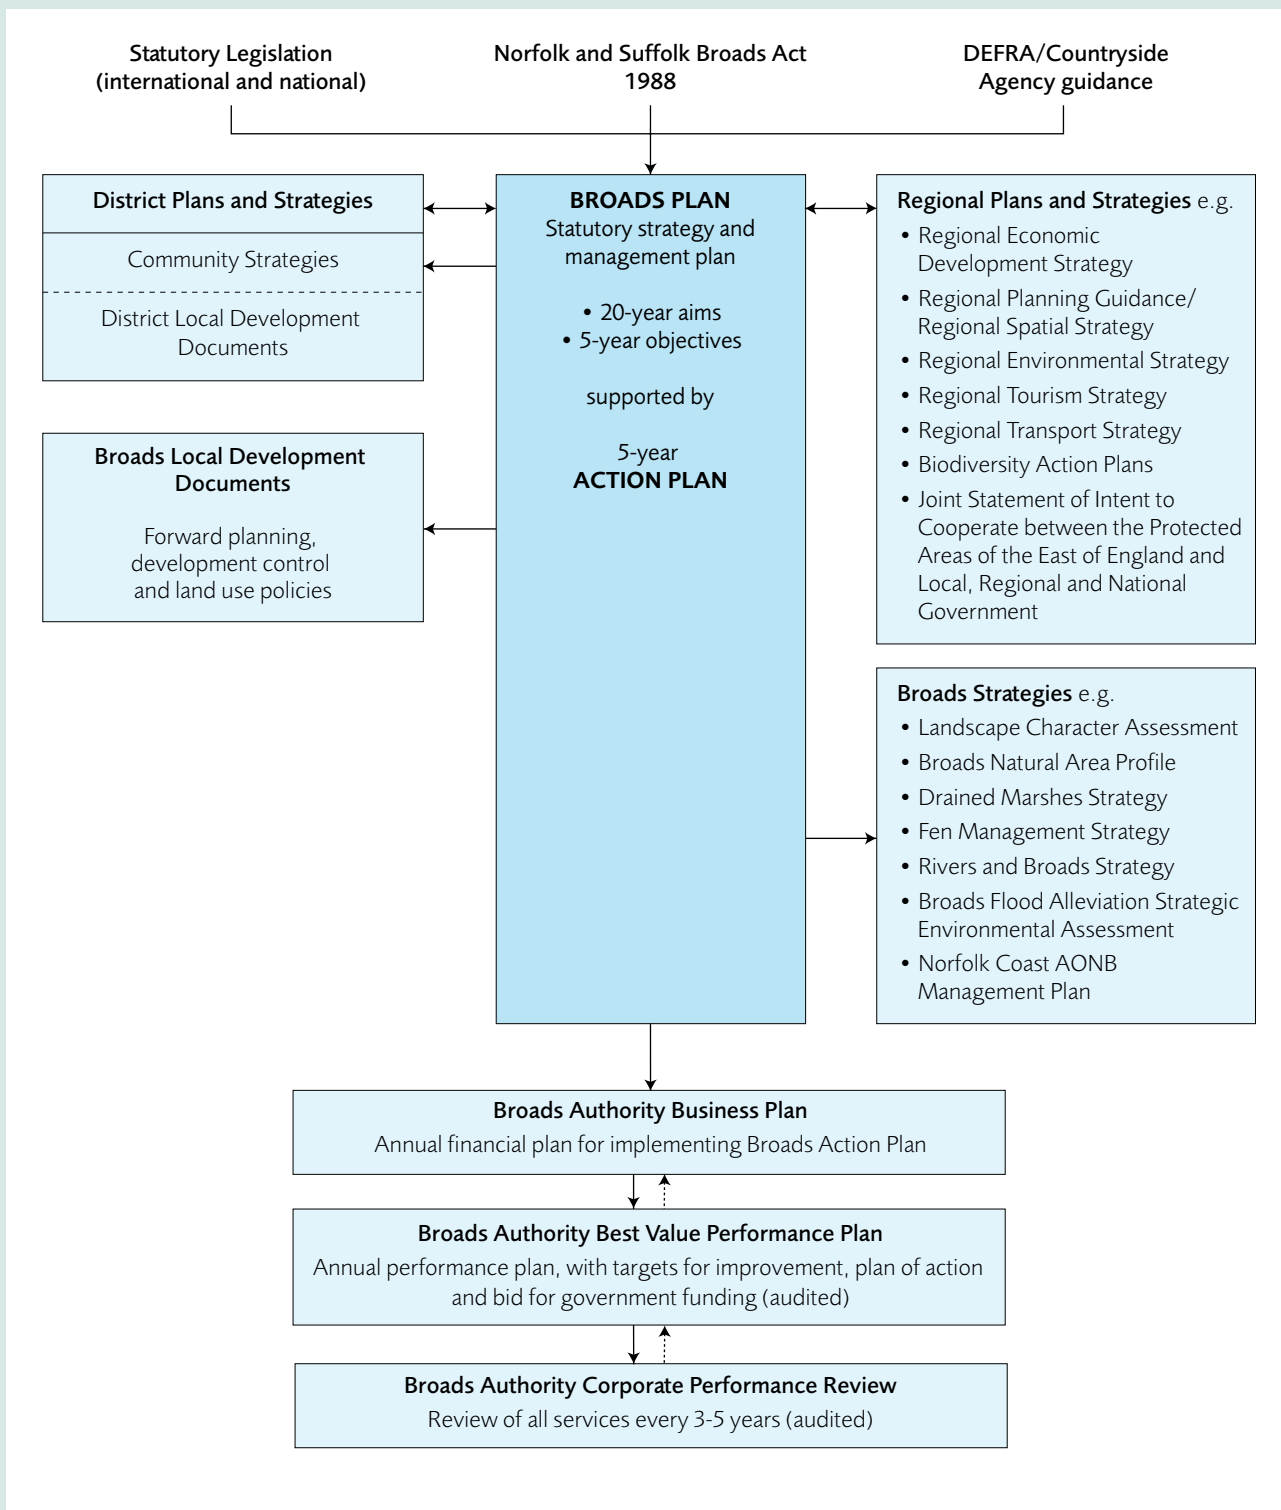 Statutory Legislation
(international and national)
Norfolk and Suffolk Broads Act
1988
DEFRA/Countryside
Agency guidance
District Plans and Strategies
Community Strategies
District Local Development
Documents
Broads Local Development
Documents
Forward planning,
development control
and land use policies
BROADS PLAN
Statutory strategy and
management plan
• 20-year aims
• 5-year objectives
supported by
5-year
ACTION PLAN
Regional Plans and Strategies e.g.
• Regional Economic
Development Strategy
• Regional Planning Guidance/
Regional Spatial Strategy
• Regional Environmental Strategy
• Regional Tourism Strategy
• Regional Transport Strategy
• Biodiversity Action Plans
• Joint Statement of Intent to
Cooperate between the Protected
Areas of the East of England and
Local, Regional and National
Government
Broads Strategies e.g.
• Landscape Character Assessment
• Broads Natural Area Profile
• Drained Marshes Strategy
• Fen Management Strategy
• Rivers and Broads Strategy
• Broads Flood Alleviation Strategic
Environmental Assessment
• Norfolk Coast AONB
Management Plan
Broads Authority Business Plan
Annual financial plan for implementing Broads Action Plan
Broads Authority Best Value Performance Plan
Annual performance plan, with targets for improvement, plan of action
and bid for government funding (audited)
Broads Authority Corporate Performance Review
Review of all services every 3-5 years (audited)